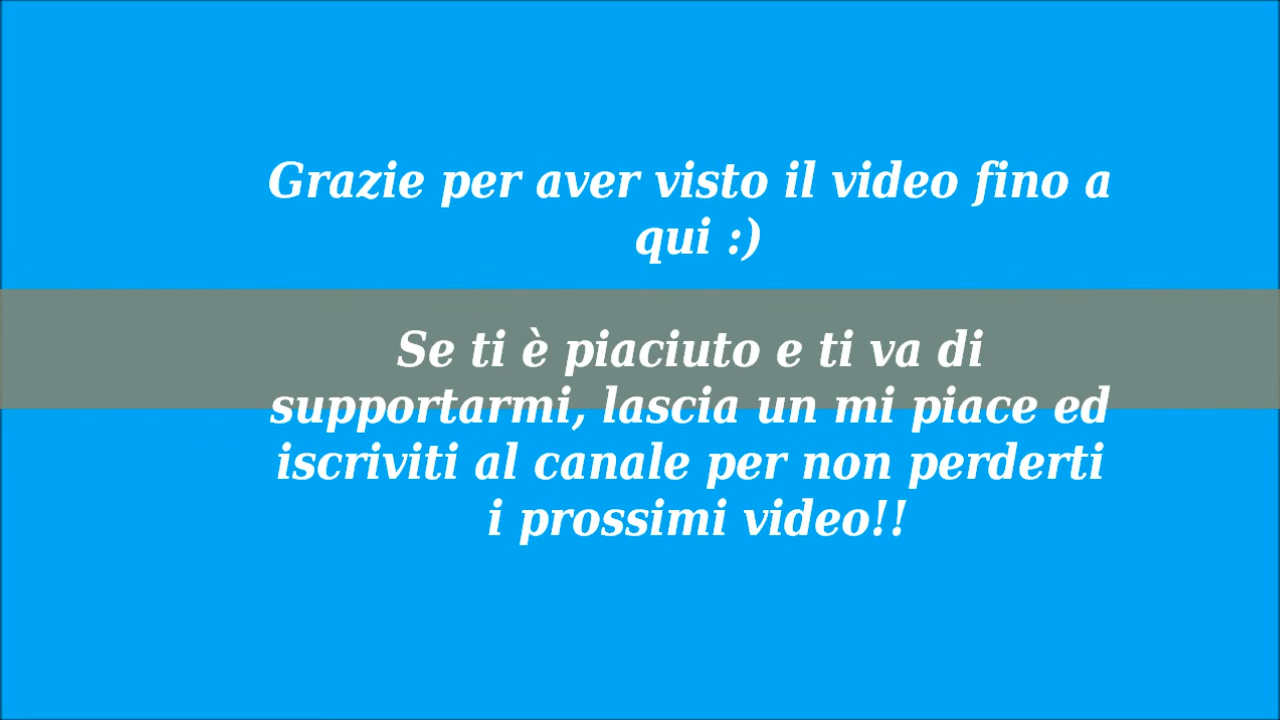 Grazie per aver visto il video fino a
qui :)
Se ti è piaciuto e ti va di
supportarmi, lascia un mi piace ed
iscriviti al canale per non perderti
i prossimi video!!